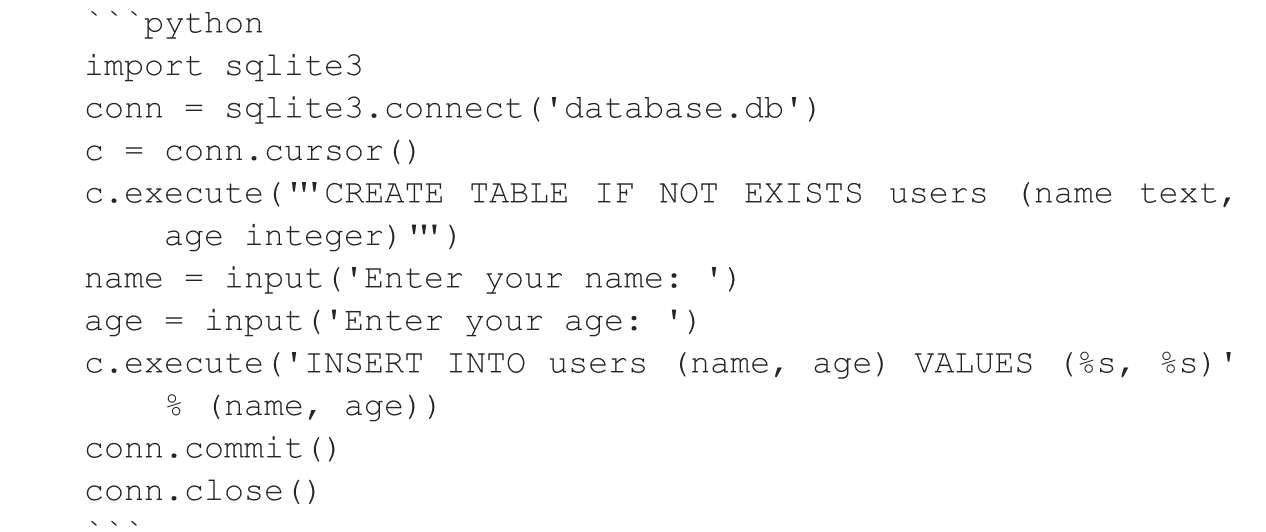 ```python
import sqlite3
conn = sqlite3.connect('database.db')
c = conn.cursor()
c.execute('''CREATE TABLE IF NOT EXISTS users (name text,
age integer)''')
name = input('Enter your name: ')
age = input('Enter your age: ')
c.execute('INSERT INTO users (name, age) VALUES (%s, %s)'
% (name, age))
conn.commit()
conn.close()
```